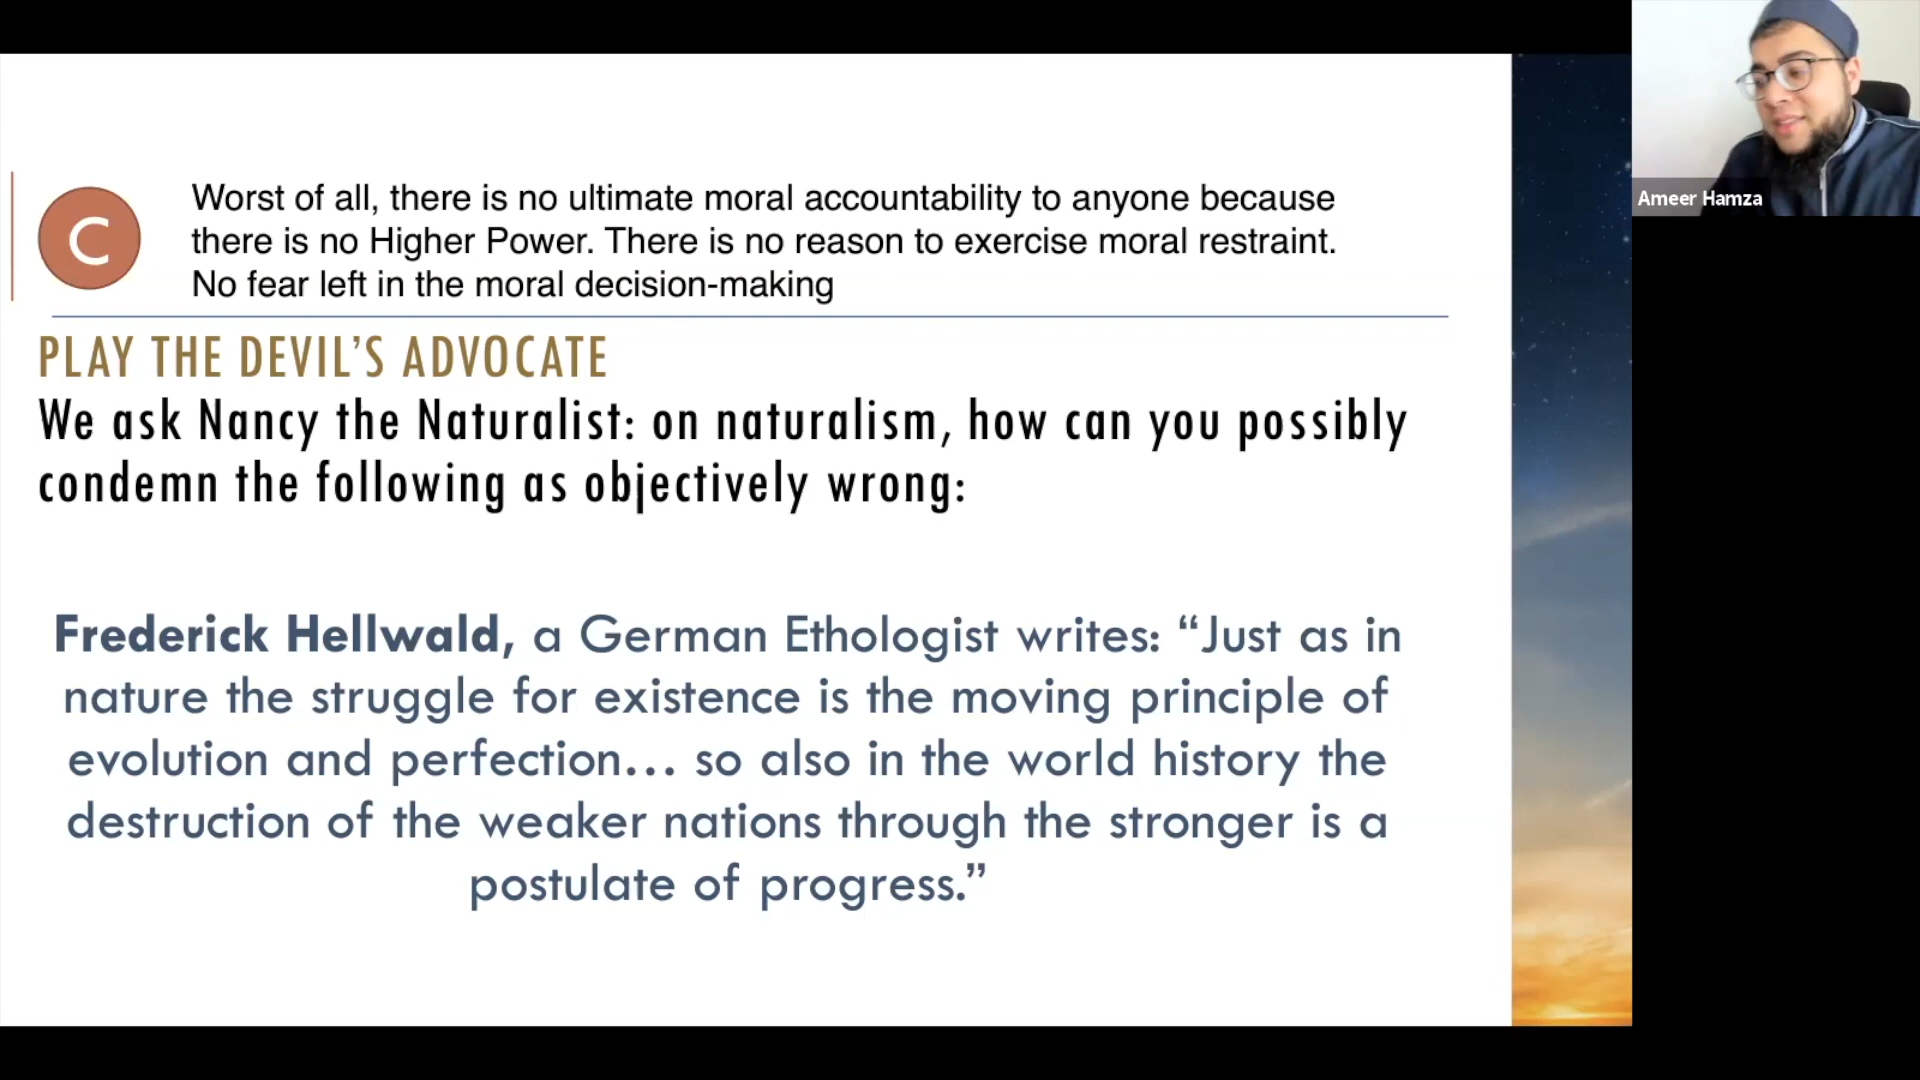 C
Worst of all, there is no ultimate moral accountability to anyone because
there is no Higher Power. There is no reason to exercise moral restraint.
No fear left in the moral decision-making
PLAY THE DEVIL’S ADVOCATE
We ask Nancy the Naturalist: on naturalism, how can you possibly
condemn the following as objectively wrong:
Frederick Hellwald, a German Ethologist writes: “Just as in
nature the struggle for existence is the moving principle of
evolution and perfection... so also in the world history the
destruction of the weaker nations through the stronger is a
postulate of progress.”
Ameer Hamza